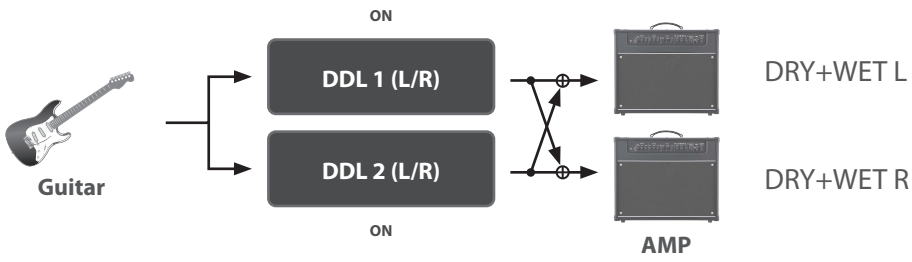 ON
DDL 1 (L/R)
DRY+WET L
Guitar
DDL 2 (L/R)
DRY+WET R
ON
AMP